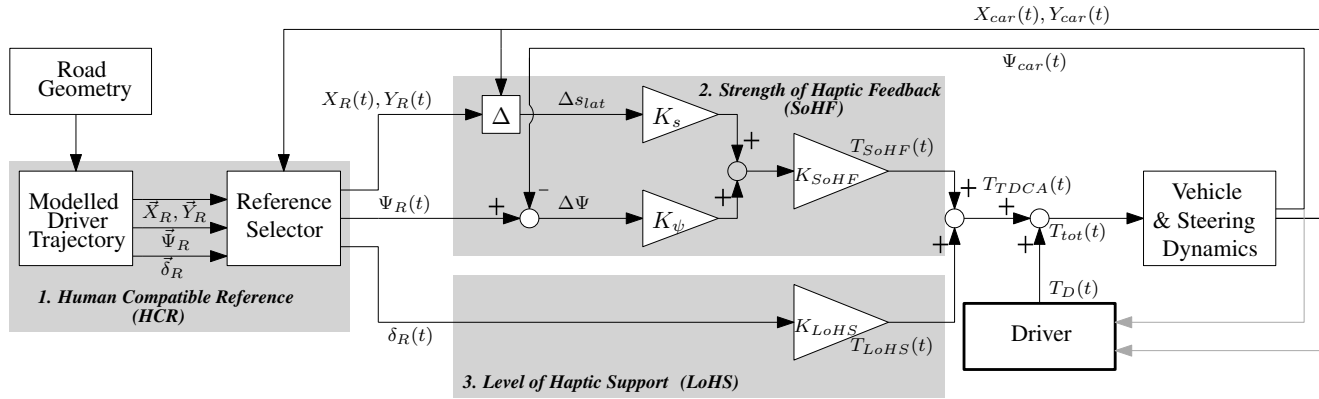 X_car(t), Y_car(t)
Ψ_car(t)
Road
Geometry
X_R(t), Y_R(t)
Δ
Δs_lat
K_s
2. Strength of Haptic Feedback
(SoHF)
+
T_SoHF(t)
K_SoHF
Modelled
Driver
Trajectory
X⃗_R, Y⃗_R
Ψ⃗_R
δ⃗_R
Reference
Selector
Ψ_R(t)
+
−
ΔΨ
K_ψ
+
+
T_TDCA(t)
+
+
T_tot(t)
+
Vehicle
& Steering
Dynamics
1. Human Compatible Reference
(HCR)
δ_R(t)
K_LoHS
T_LoHS(t)
T_D(t)
Driver
3. Level of Haptic Support (LoHS)